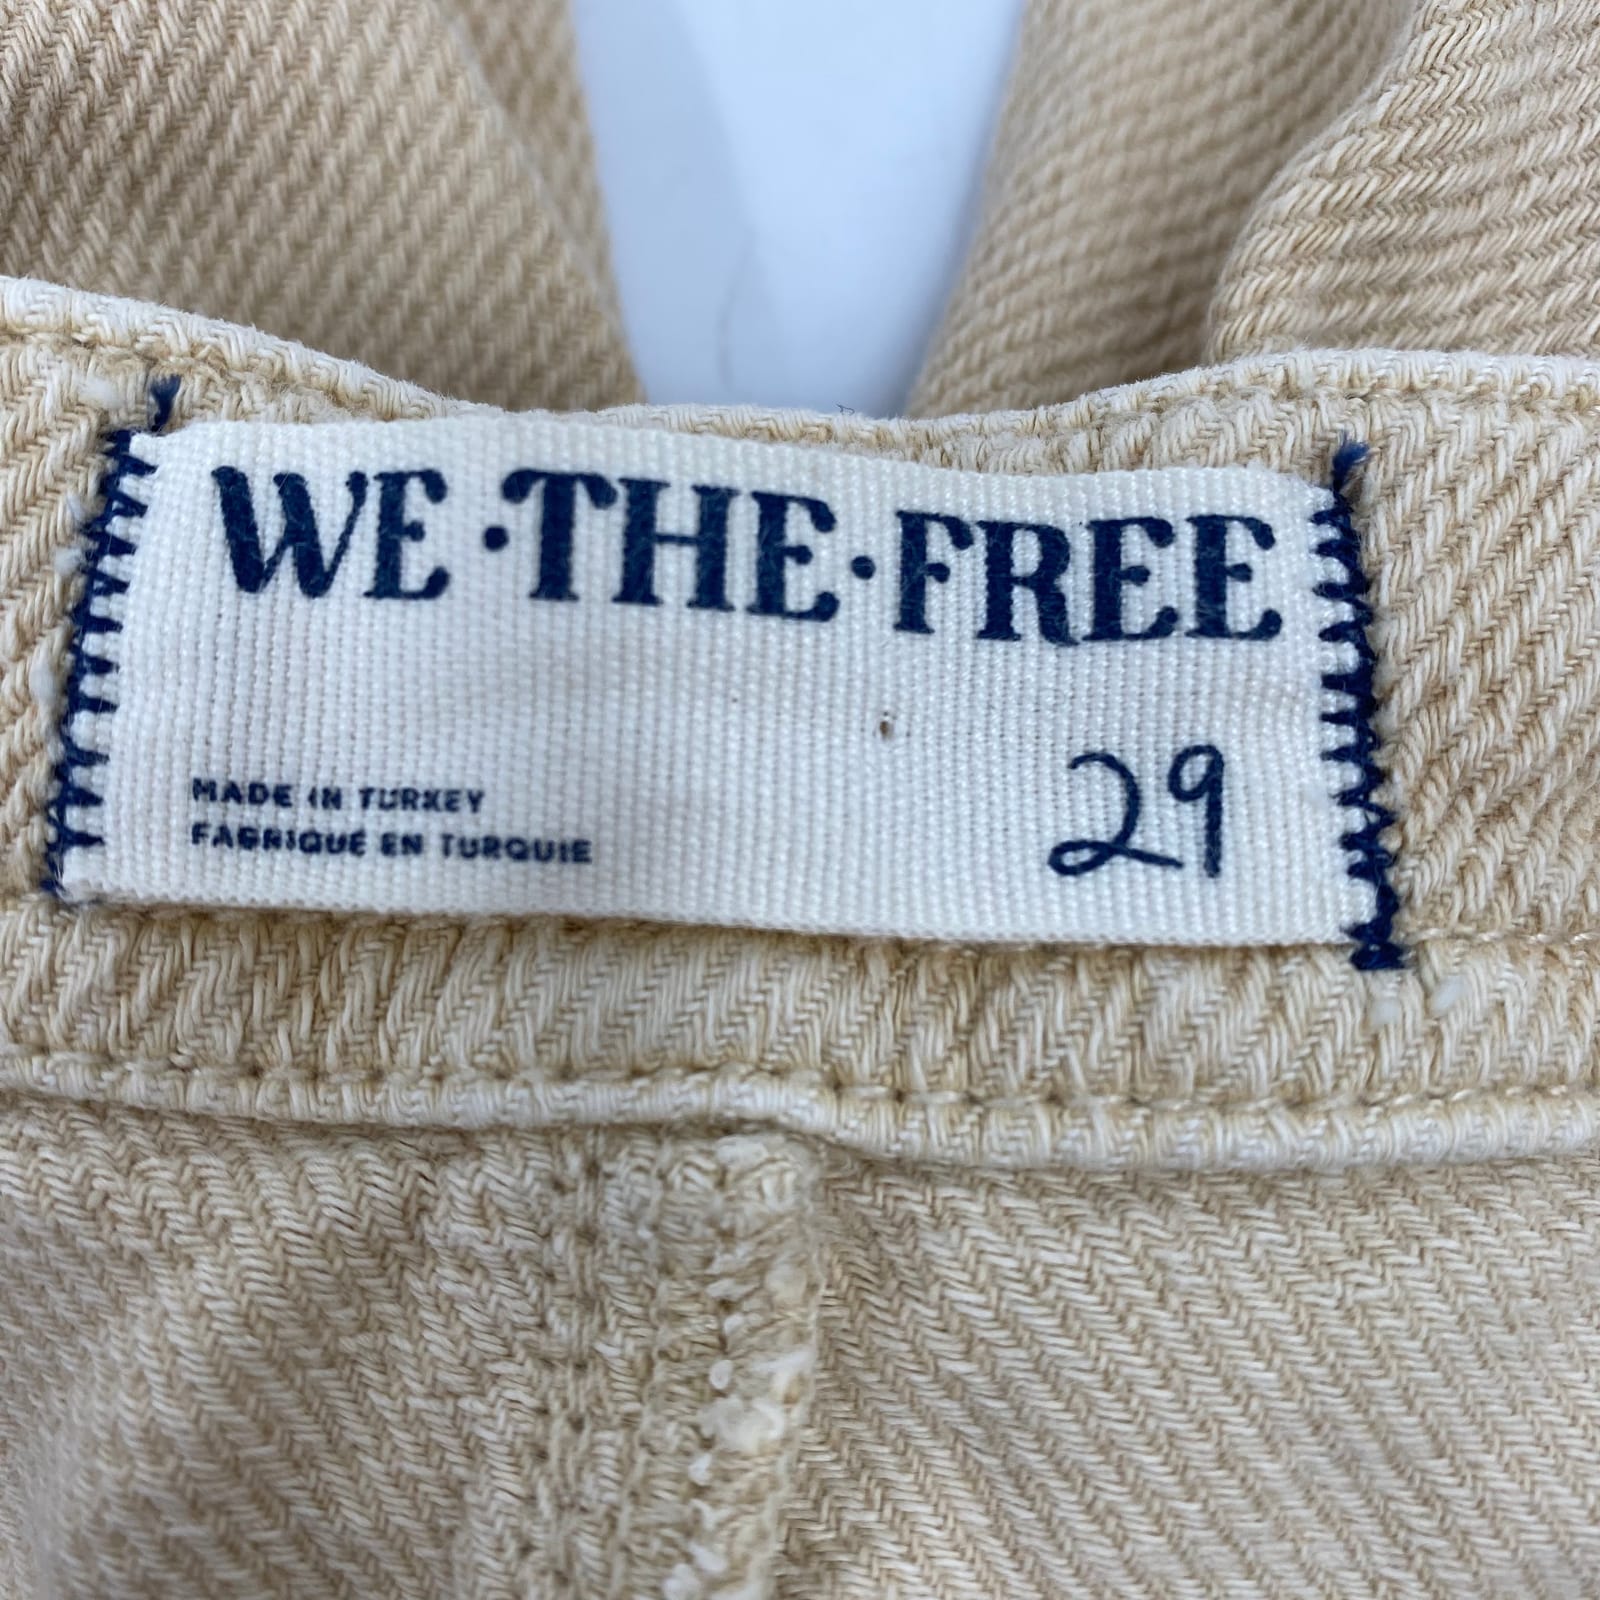 WE·THE·FREE
MADE IN TURKEY
FABRIQUÉ EN TURQUIE
29